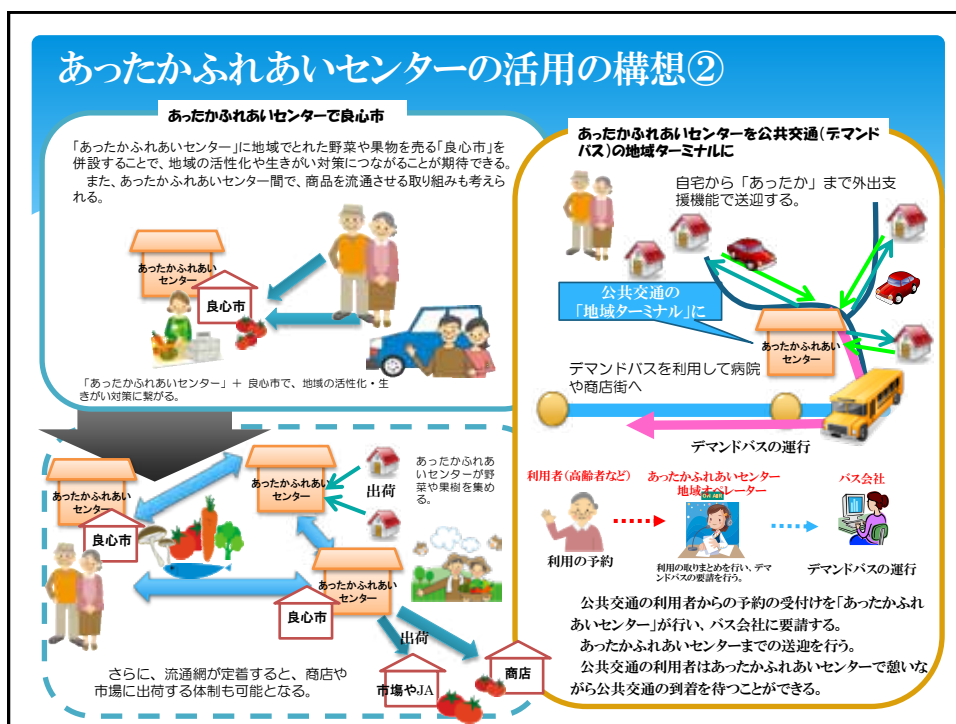 あったかふれあいセンターの活用の構想②
あったかふれあいセンターで良心市
「あったかふれあいセンター」に地域でとれた野菜や果物を売る「良心市」を
併設することで、地域の活性化や生きがい対策につながることが期待できる。
また、あったかふれあいセンター間で、商品を流通させる取り組みも考えら
れる。
あったかふれあい
センター
良心市
「あったかふれあいセンター」＋ 良心市で、地域の活性化・生
きがい対策に繋がる。
あったかふれあい
センター
良心市
あったかふれあい
センター
出荷
あったかふれあ
いセンターが野
菜や果樹を集め
る。
あったかふれあい
センター
良心市
出荷
市場やJA
商店
さらに、流通網が定着すると、商店や
市場に出荷する体制も可能となる。
あったかふれあいセンターを公共交通（デマンド
バス）の地域ターミナルに
自宅から「あったか」まで外出支
援機能で送迎する。
公共交通の
「地域ターミナル」に
あったかふれあい
センター
デマンドバスを利用して病院
や商店街へ
デマンドバスの運行
利用者（高齢者など）
あったかふれあいセンター
地域オペレーター
バス会社
利用の予約
利用の取りまとめを行い、デマ
ンドバスの要請を行う。
デマンドバスの運行
公共交通の利用者からの予約の受付けを「あったかふれ
あいセンター」が行い、バス会社に要請する。
あったかふれあいセンターまでの送迎を行う。
公共交通の利用者はあったかふれあいセンターで憩いな
がら公共交通の到着を待つことができる。